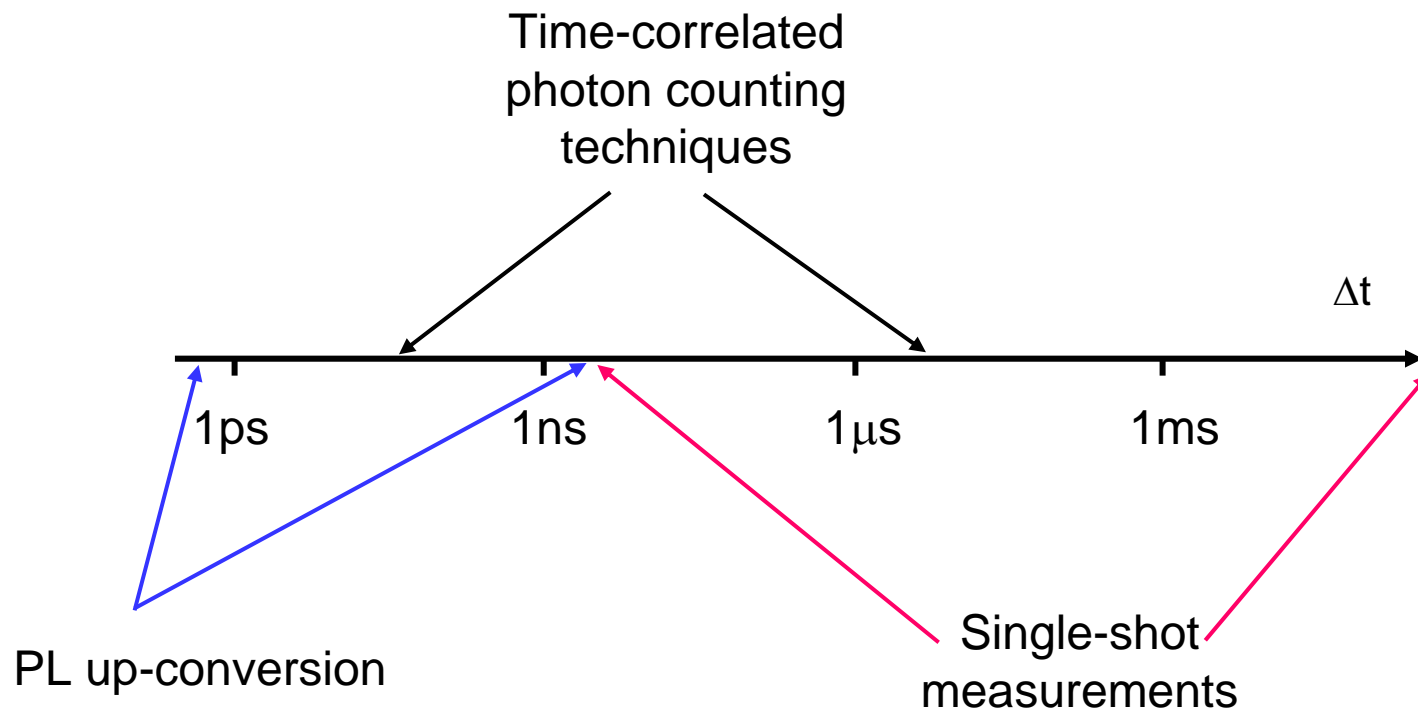 Time-correlated
photon counting
techniques
Δt
1ps
1ns
1μs
1ms
PL up-conversion
Single-shot
measurements